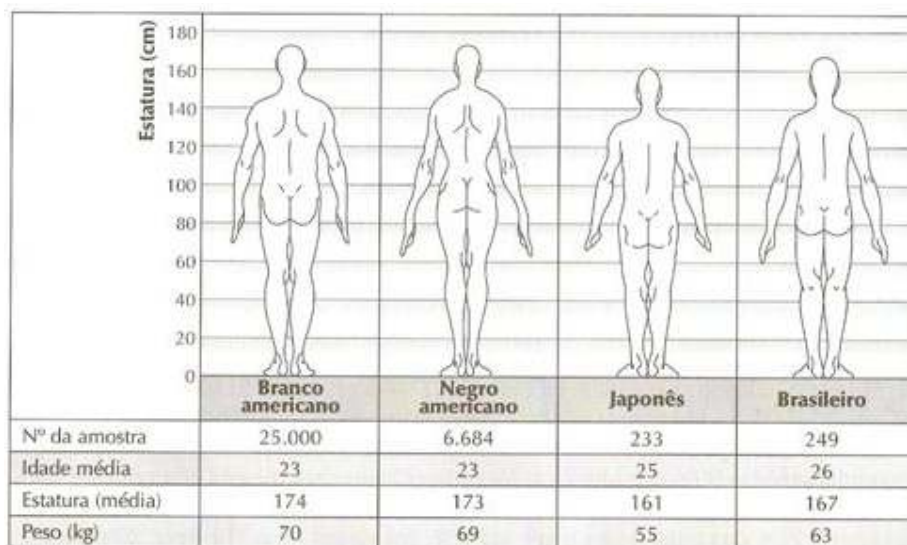 Estatura (cm)
180
160
140
120
100
80
60
40
20
0
Branco americano
Negro americano
Japonês
Brasileiro
Nº da amostra 25.000 6.684 233 249
Idade média 23 23 25 26
Estatura (média) 174 173 161 167
Peso (kg) 70 69 55 63